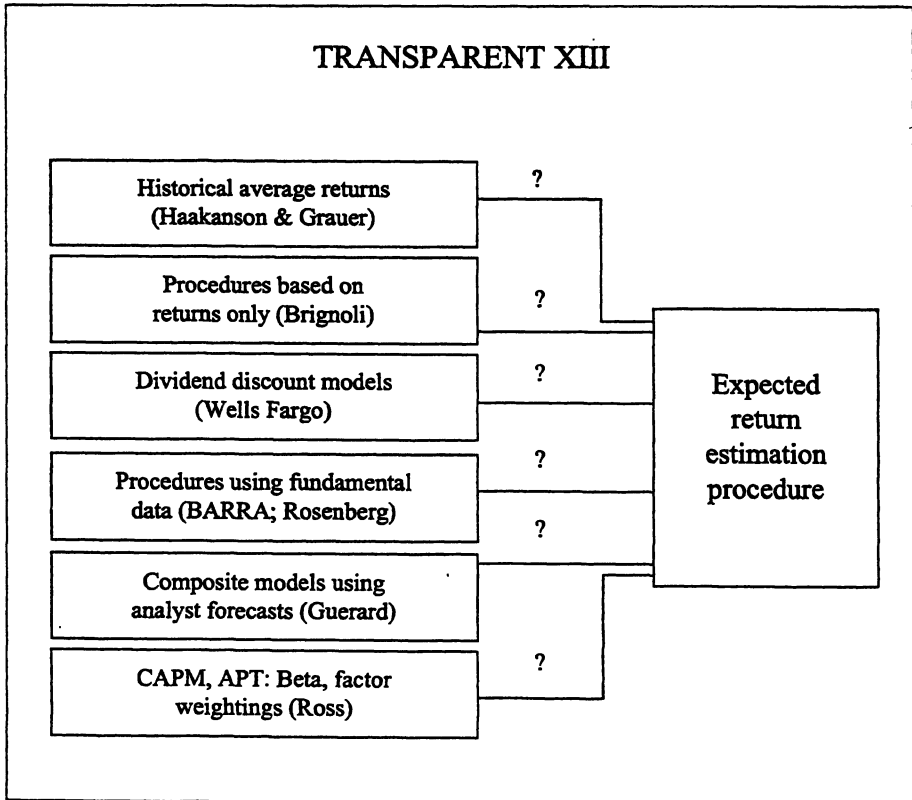 TRANSPARENT XIII
Historical average returns
(Haakanson & Grauer)
?
Procedures based on
returns only (Brignoli)
?
Dividend discount models
(Wells Fargo)
?
Procedures using fundamental
data (BARRA; Rosenberg)
?
?
Composite models using
analyst forecasts (Guerard)
CAPM, APT: Beta, factor
weightings (Ross)
?
Expected
return
estimation
procedure